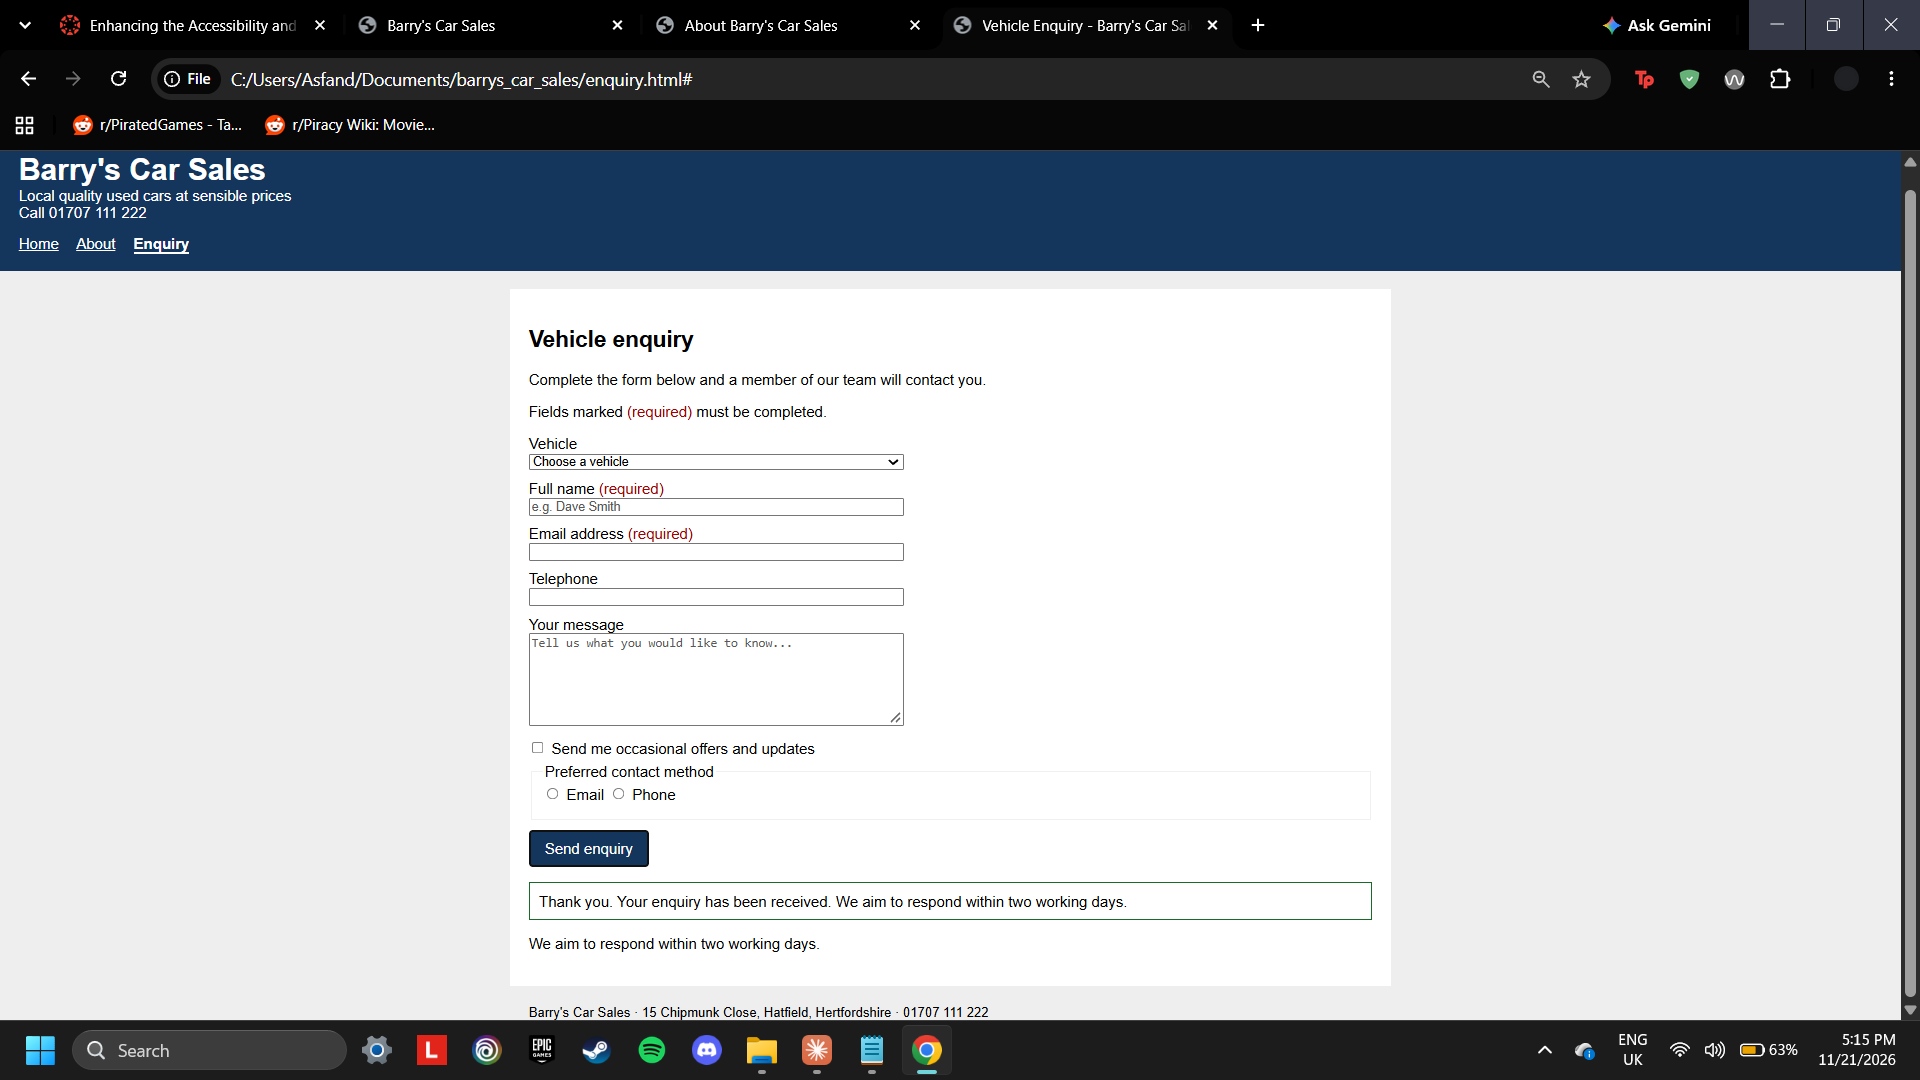 Enhancing the Accessibility and
Barry's Car Sales
About Barry's Car Sales
Vehicle Enquiry - Barry's Car Sal
Ask Gemini
File
C:/Users/Asfand/Documents/barrys_car_sales/enquiry.html#
Tp
r/PiratedGames - Ta...
r/Piracy Wiki: Movie...
Barry's Car Sales
Local quality used cars at sensible prices
Call 01707 111 222
Home About Enquiry
Vehicle enquiry
Complete the form below and a member of our team will contact you.
Fields marked (required) must be completed.
Vehicle
Choose a vehicle
Full name (required)
e.g. Dave Smith
Email address (required)
Telephone
Your message
Tell us what you would like to know...
Send me occasional offers and updates
Preferred contact method
Email Phone
Send enquiry
Thank you. Your enquiry has been received. We aim to respond within two working days.
We aim to respond within two working days.
Barry's Car Sales · 15 Chipmunk Close, Hatfield, Hertfordshire · 01707 111 222
Search
L
EPIC
GAMES
ENG
UK
63%
5:15 PM
11/21/2026